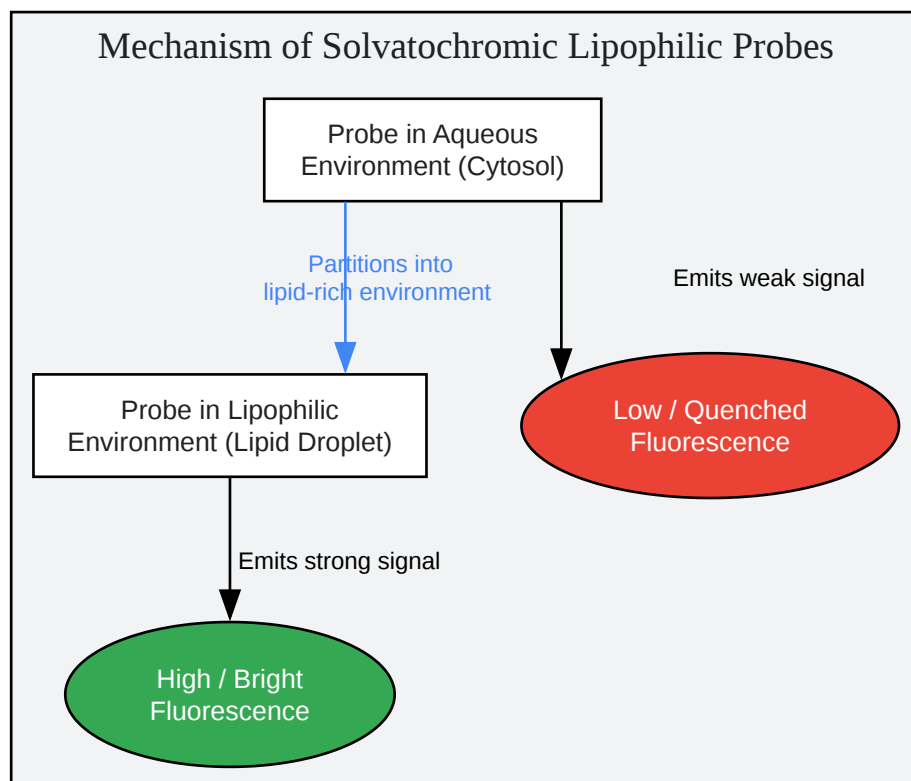 Mechanism of Solvatochromic Lipophilic Probes
Probe in Aqueous
Environment (Cytosol)
Partitions into
lipid-rich environment
Emits weak signal
Probe in Lipophilic
Environment (Lipid Droplet)
Low / Quenched
Fluorescence
Emits strong signal
High / Bright
Fluorescence